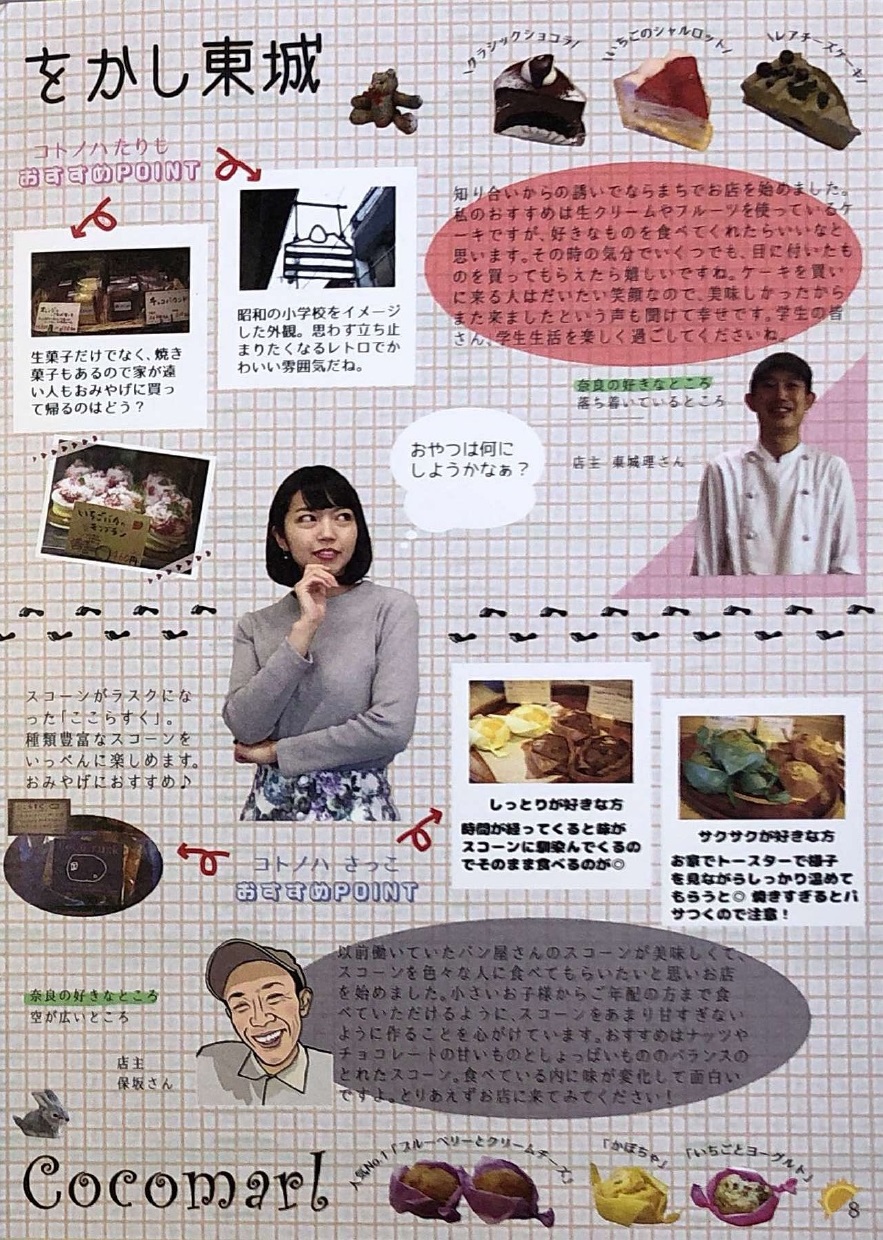 をかし東城
クラシックショコラ
いちごのシャルロット
レアチーズケーキ
コトノハたりも
おすすめPOINT
生菓子だけでなく、焼き
菓子もあるので家が遠
い人もおみやげに買っ
て帰るのはどう？
昭和の小学校をイメージ
した外観。思わず立ち止
まりたくなるレトロでか
わいい雰囲気だね。
知り合いからの誘いでならまちでお店を始めました。
私のおすすめは生クリームやフルーツを使っているケ
ーキですが、好きなものを食べてくれたらいいなと
思います。その時の気分でいくつでも、目に付いたも
のを買ってもらえたら嬉しいですね。ケーキを買い
に来る人はだいたい笑顔なので、美味しかったから
また来ましたという声も聞けて幸せです。学生の皆
さん、学生生活を楽しく過ごしてくださいね。
奈良の好きなところ
落ち着いているところ
店主 東城理さん
おやつは何に
しようかなぁ？
いちごバターの
モンブラン
スコーンがラスクにな
った「ここらすく」。
種類豊富なスコーンを
いっぺんに楽しめます。
おみやげにおすすめ♪
コトノハ さっこ
おすすめPOINT
しっとりが好きな方
時間が経ってくると味が
スコーンに馴染んでくるの
でそのまま食べるのが◎
サクサクが好きな方
お家でトースターで様子
を見ながらしっかり温めて
もらうと◎ 焼きすぎるとパ
サつくので注意！
以前働いていたパン屋さんのスコーンが美味しくて、
スコーンを色々な人に食べてもらいたいと思いお店
を始めました。小さいお子様からご年配の方まで食
べていただけるように、スコーンをあまり甘すぎない
ように作ることを心がけています。おすすめはナッツや
チョコレートの甘いものとしょっぱいもののバランスの
とれたスコーン。食べている内に味が変化して面白い
ですよ。とりあえずお店に来てみてください！
奈良の好きなところ
空が広いところ
店主
保坂さん
Cocomarl
人気No.1「ブルーベリーとクリームチーズ」
「かぼちゃ」
「いちごとヨーグルト」
8